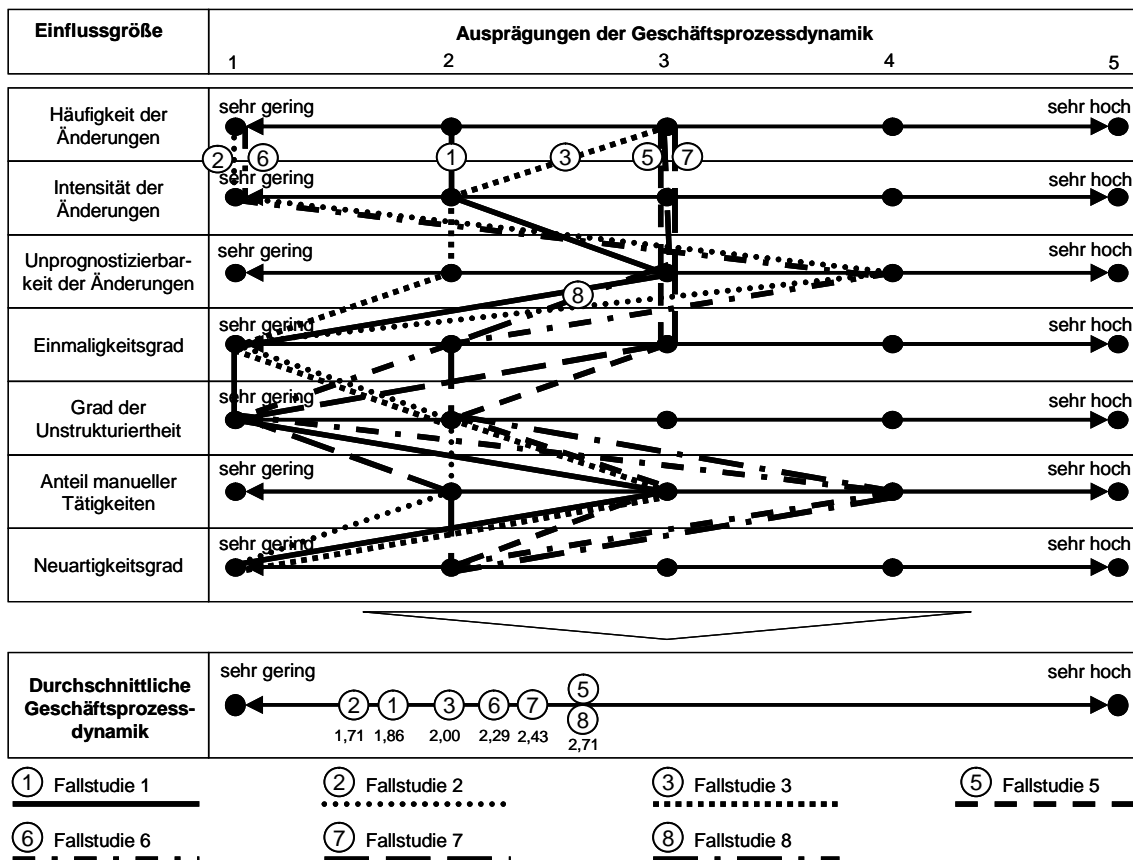 Einflussgröße
Ausprägungen der Geschäftsprozessdynamik
1 2 3 4 5
Häufigkeit der
Änderungen
sehr gering
sehr hoch
2 6 1 3 5 7
Intensität der
Änderungen
sehr gering
sehr hoch
Unprognostizierbar-
keit der Änderungen
sehr gering
sehr hoch
8
Einmaligkeitsgrad
sehr gering
sehr hoch
Grad der
Unstrukturiertheit
sehr gering
sehr hoch
Anteil manueller
Tätigkeiten
sehr gering
sehr hoch
Neuartigkeitsgrad
sehr gering
sehr hoch
Durchschnittliche
Geschäftsprozess-
dynamik
sehr gering
sehr hoch
2 1 3 6 7 5
8
1,71 1,86 2,00 2,29 2,43 2,71
1 Fallstudie 1
2 Fallstudie 2
3 Fallstudie 3
5 Fallstudie 5
6 Fallstudie 6
7 Fallstudie 7
8 Fallstudie 8